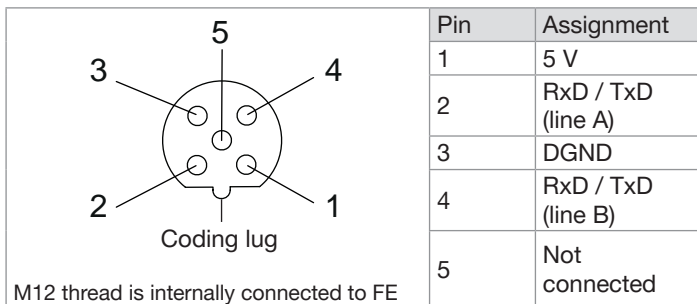 5
3
4
2
1
Coding lug
M12 thread is internally connected to FE
Pin Assignment
1 5 V
2 RxD / TxD
(line A)
3 DGND
4 RxD / TxD
(line B)
5 Not
connected